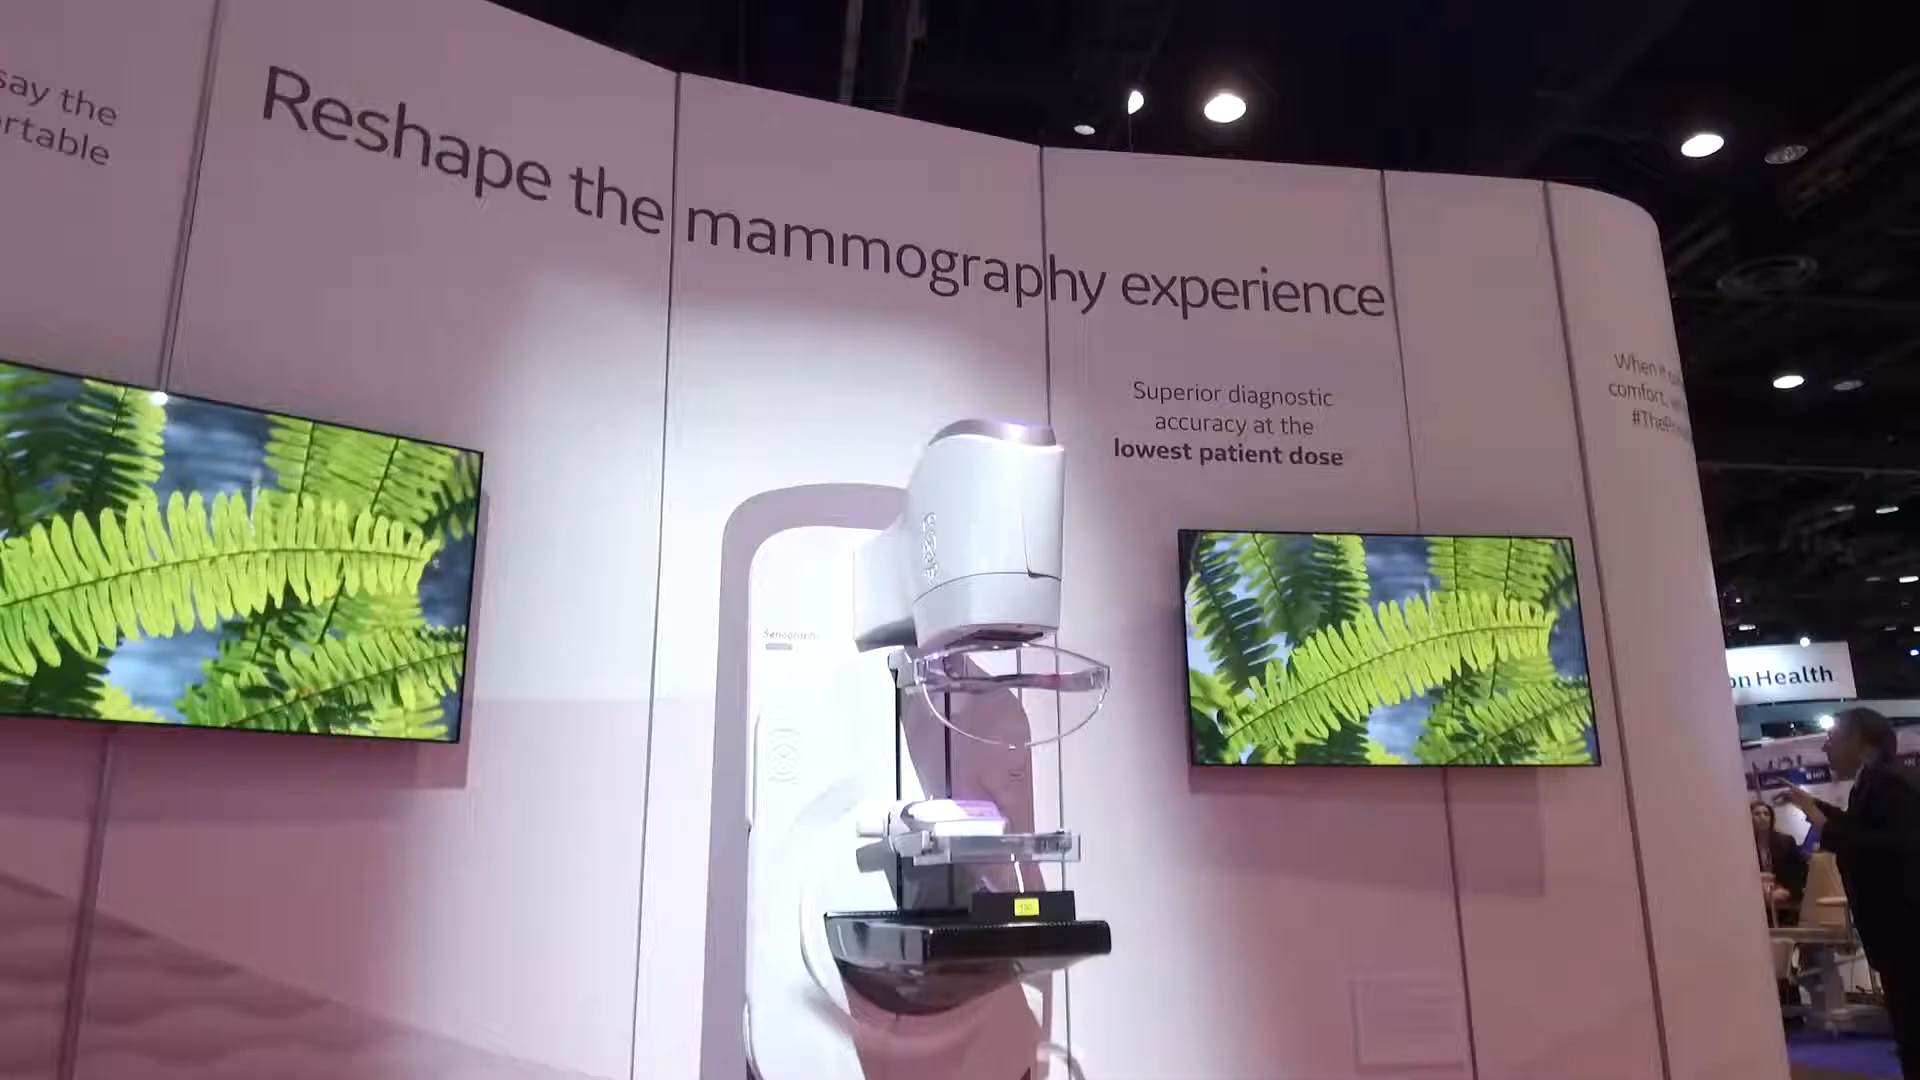 say the
rtable
Reshape the mammography experience
Superior diagnostic
accuracy at the
lowest patient dose
When it
comfort,
on Health